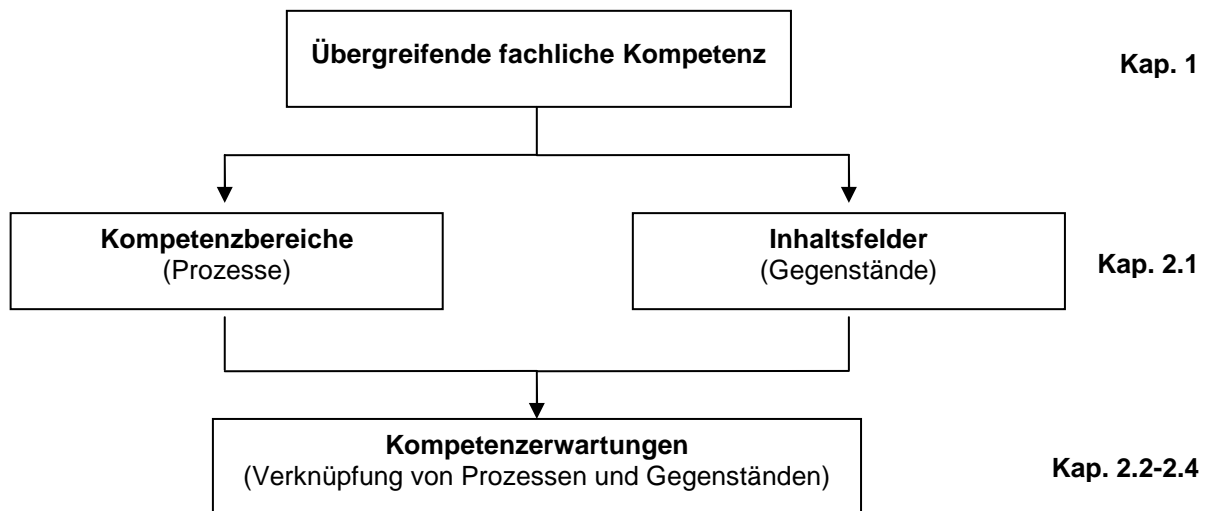 Übergreifende fachliche Kompetenz
Kap. 1
Kompetenzbereiche
(Prozesse)
Inhaltsfelder
(Gegenstände)
Kap. 2.1
Kompetenzerwartungen
(Verknüpfung von Prozessen und Gegenständen)
Kap. 2.2-2.4